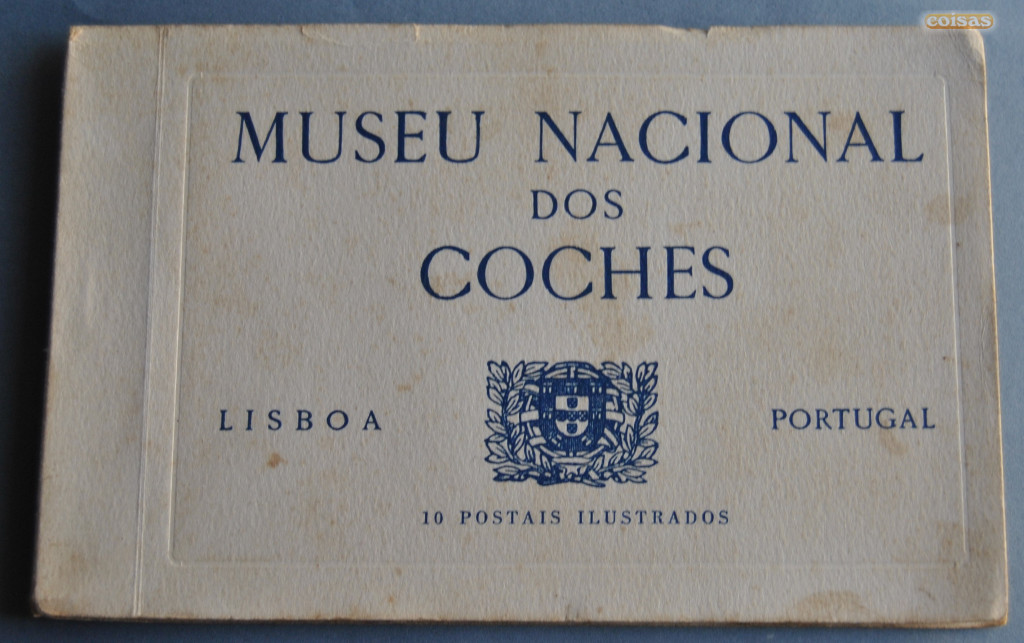 coisas
MUSEU NACIONAL
DOS
COCHES
LISBOA PORTUGAL
10 POSTAIS ILUSTRADOS